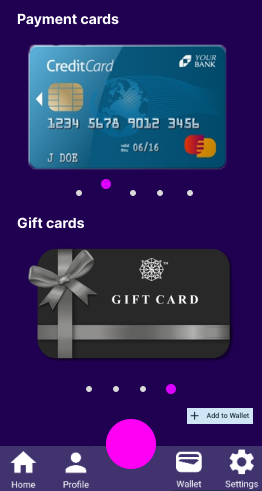 Payment cards
CreditCard
YOUR
BANK
1234 5678 9012 3456
valid
thru 06/16
J DOE
Gift cards
TM
GIFT CARD
+ Add to Wallet
Home Profile Wallet Settings